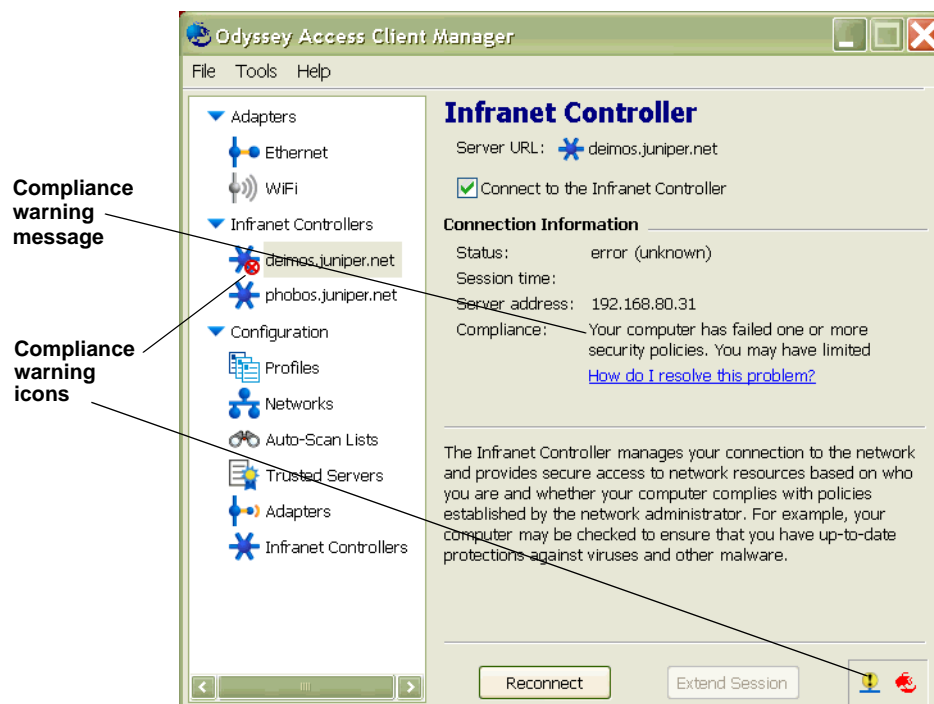 Odyssey Access Client Manager
File Tools Help
Adapters
Ethernet
WiFi
Infranet Controllers
deimos.juniper.net
phobos.juniper.net
Configuration
Profiles
Networks
Auto-Scan Lists
Trusted Servers
Adapters
Infranet Controllers
Compliance
warning
message
Compliance
warning
icons
Infranet Controller
Server URL: deimos.juniper.net
Connect to the Infranet Controller
Connection Information
Status: error (unknown)
Session time:
Server address: 192.168.80.31
Compliance: Your computer has failed one or more
security policies. You may have limited
How do I resolve this problem?
The Infranet Controller manages your connection to the network
and provides secure access to network resources based on who
you are and whether your computer complies with policies
established by the network administrator. For example, your
computer may be checked to ensure that you have up-to-date
protections against viruses and other malware.
Reconnect
Extend Session